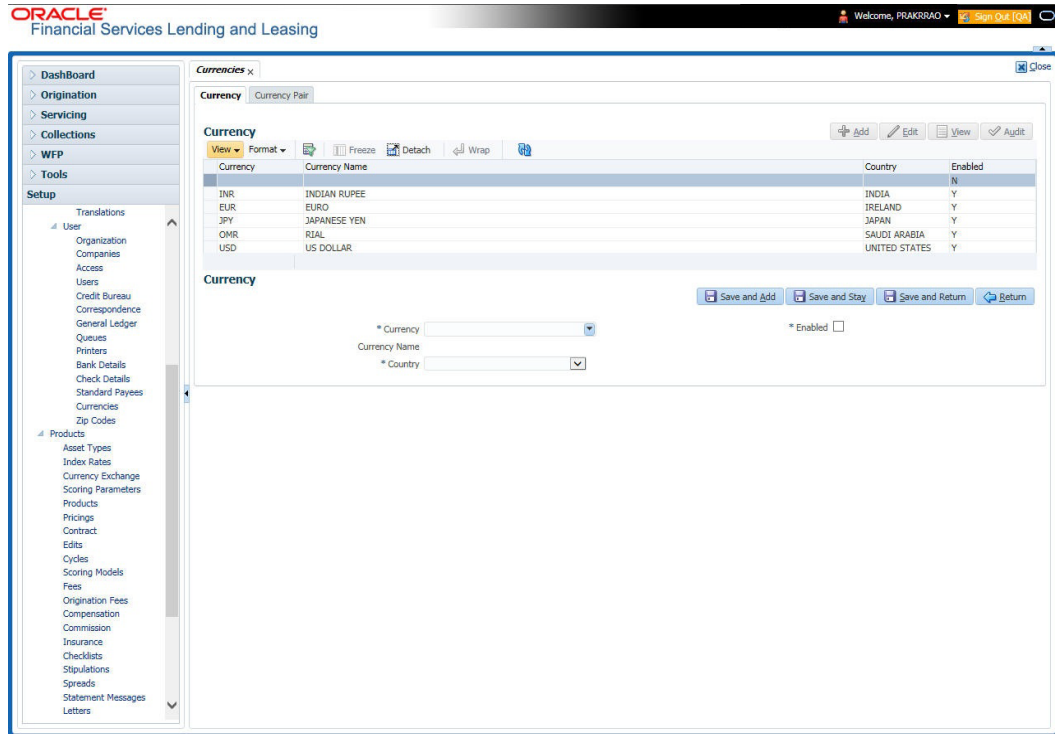 ORACLE
Financial Services Lending and Leasing
Welcome, PRAKRRAO
Sign Out [QA]
Close
DashBoard
Origination
Servicing
Collections
WFP
Tools
Setup
Translations
User
Organization
Companies
Access
Users
Credit Bureau
Correspondence
General Ledger
Queues
Printers
Bank Details
Check Details
Standard Payees
Currencies
Zip Codes
Products
Asset Types
Index Rates
Currency Exchange
Scoring Parameters
Products
Pricings
Contract
Edits
Cycles
Scoring Models
Fees
Origination Fees
Compensation
Commission
Insurance
Checklists
Stipulations
Spreads
Statement Messages
Letters
Currencies x
Currency Currency Pair
Currency
Add Edit View Audit
View Format Freeze Detach Wrap
Currency Currency Name Country Enabled
N
INR INDIAN RUPEE INDIA Y
EUR EURO IRELAND Y
JPY JAPANESE YEN JAPAN Y
OMR RIAL SAUDI ARABIA Y
USD US DOLLAR UNITED STATES Y
Currency
Save and Add Save and Stay Save and Return Return
* Currency * Enabled
Currency Name
* Country